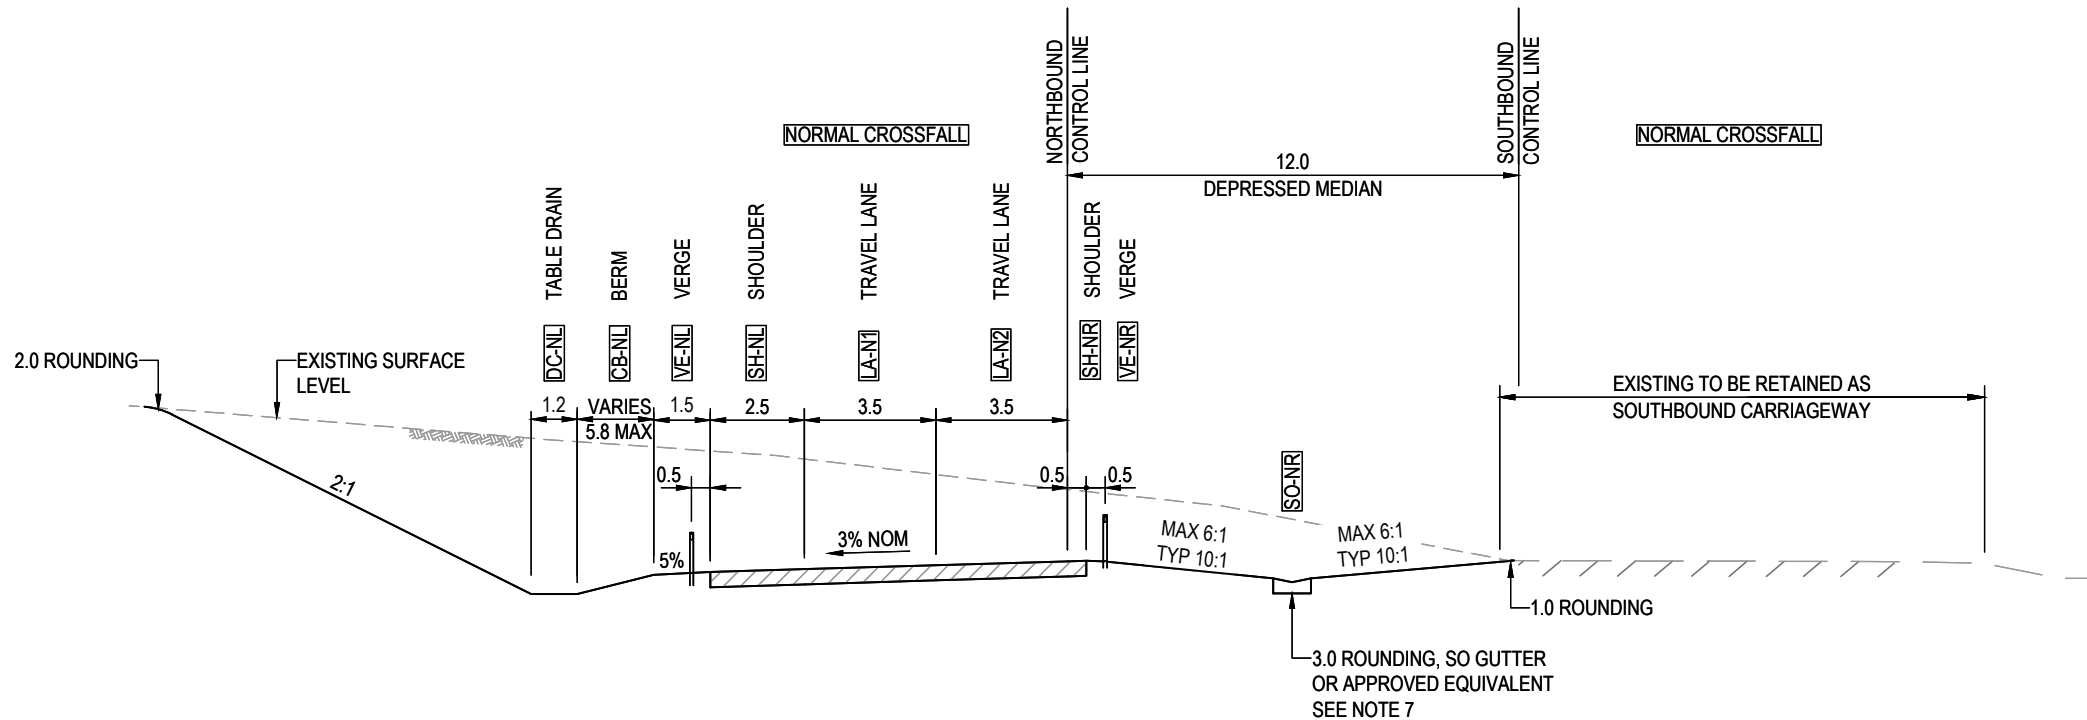 NORTHBOUND
CONTROL LINE
SOUTHBOUND
CONTROL LINE
NORMAL CROSSFALL
NORMAL CROSSFALL
12.0
DEPRESSED MEDIAN
TABLE DRAIN
BERM
VERGE
SHOULDER
TRAVEL LANE
TRAVEL LANE
SHOULDER
VERGE
DC-NL
CB-NL
VE-NL
SH-NL
LA-N1
LA-N2
SH-NR
VE-NR
2.0 ROUNDING
EXISTING SURFACE
LEVEL
EXISTING TO BE RETAINED AS
SOUTHBOUND CARRIAGEWAY
1.2
VARIES
5.8 MAX
1.5
2.5
3.5
3.5
0.5
0.5
0.5
SO-NR
2:1
5%
3% NOM
MAX 6:1
TYP 10:1
MAX 6:1
TYP 10:1
1.0 ROUNDING
3.0 ROUNDING, SO GUTTER
OR APPROVED EQUIVALENT
SEE NOTE 7